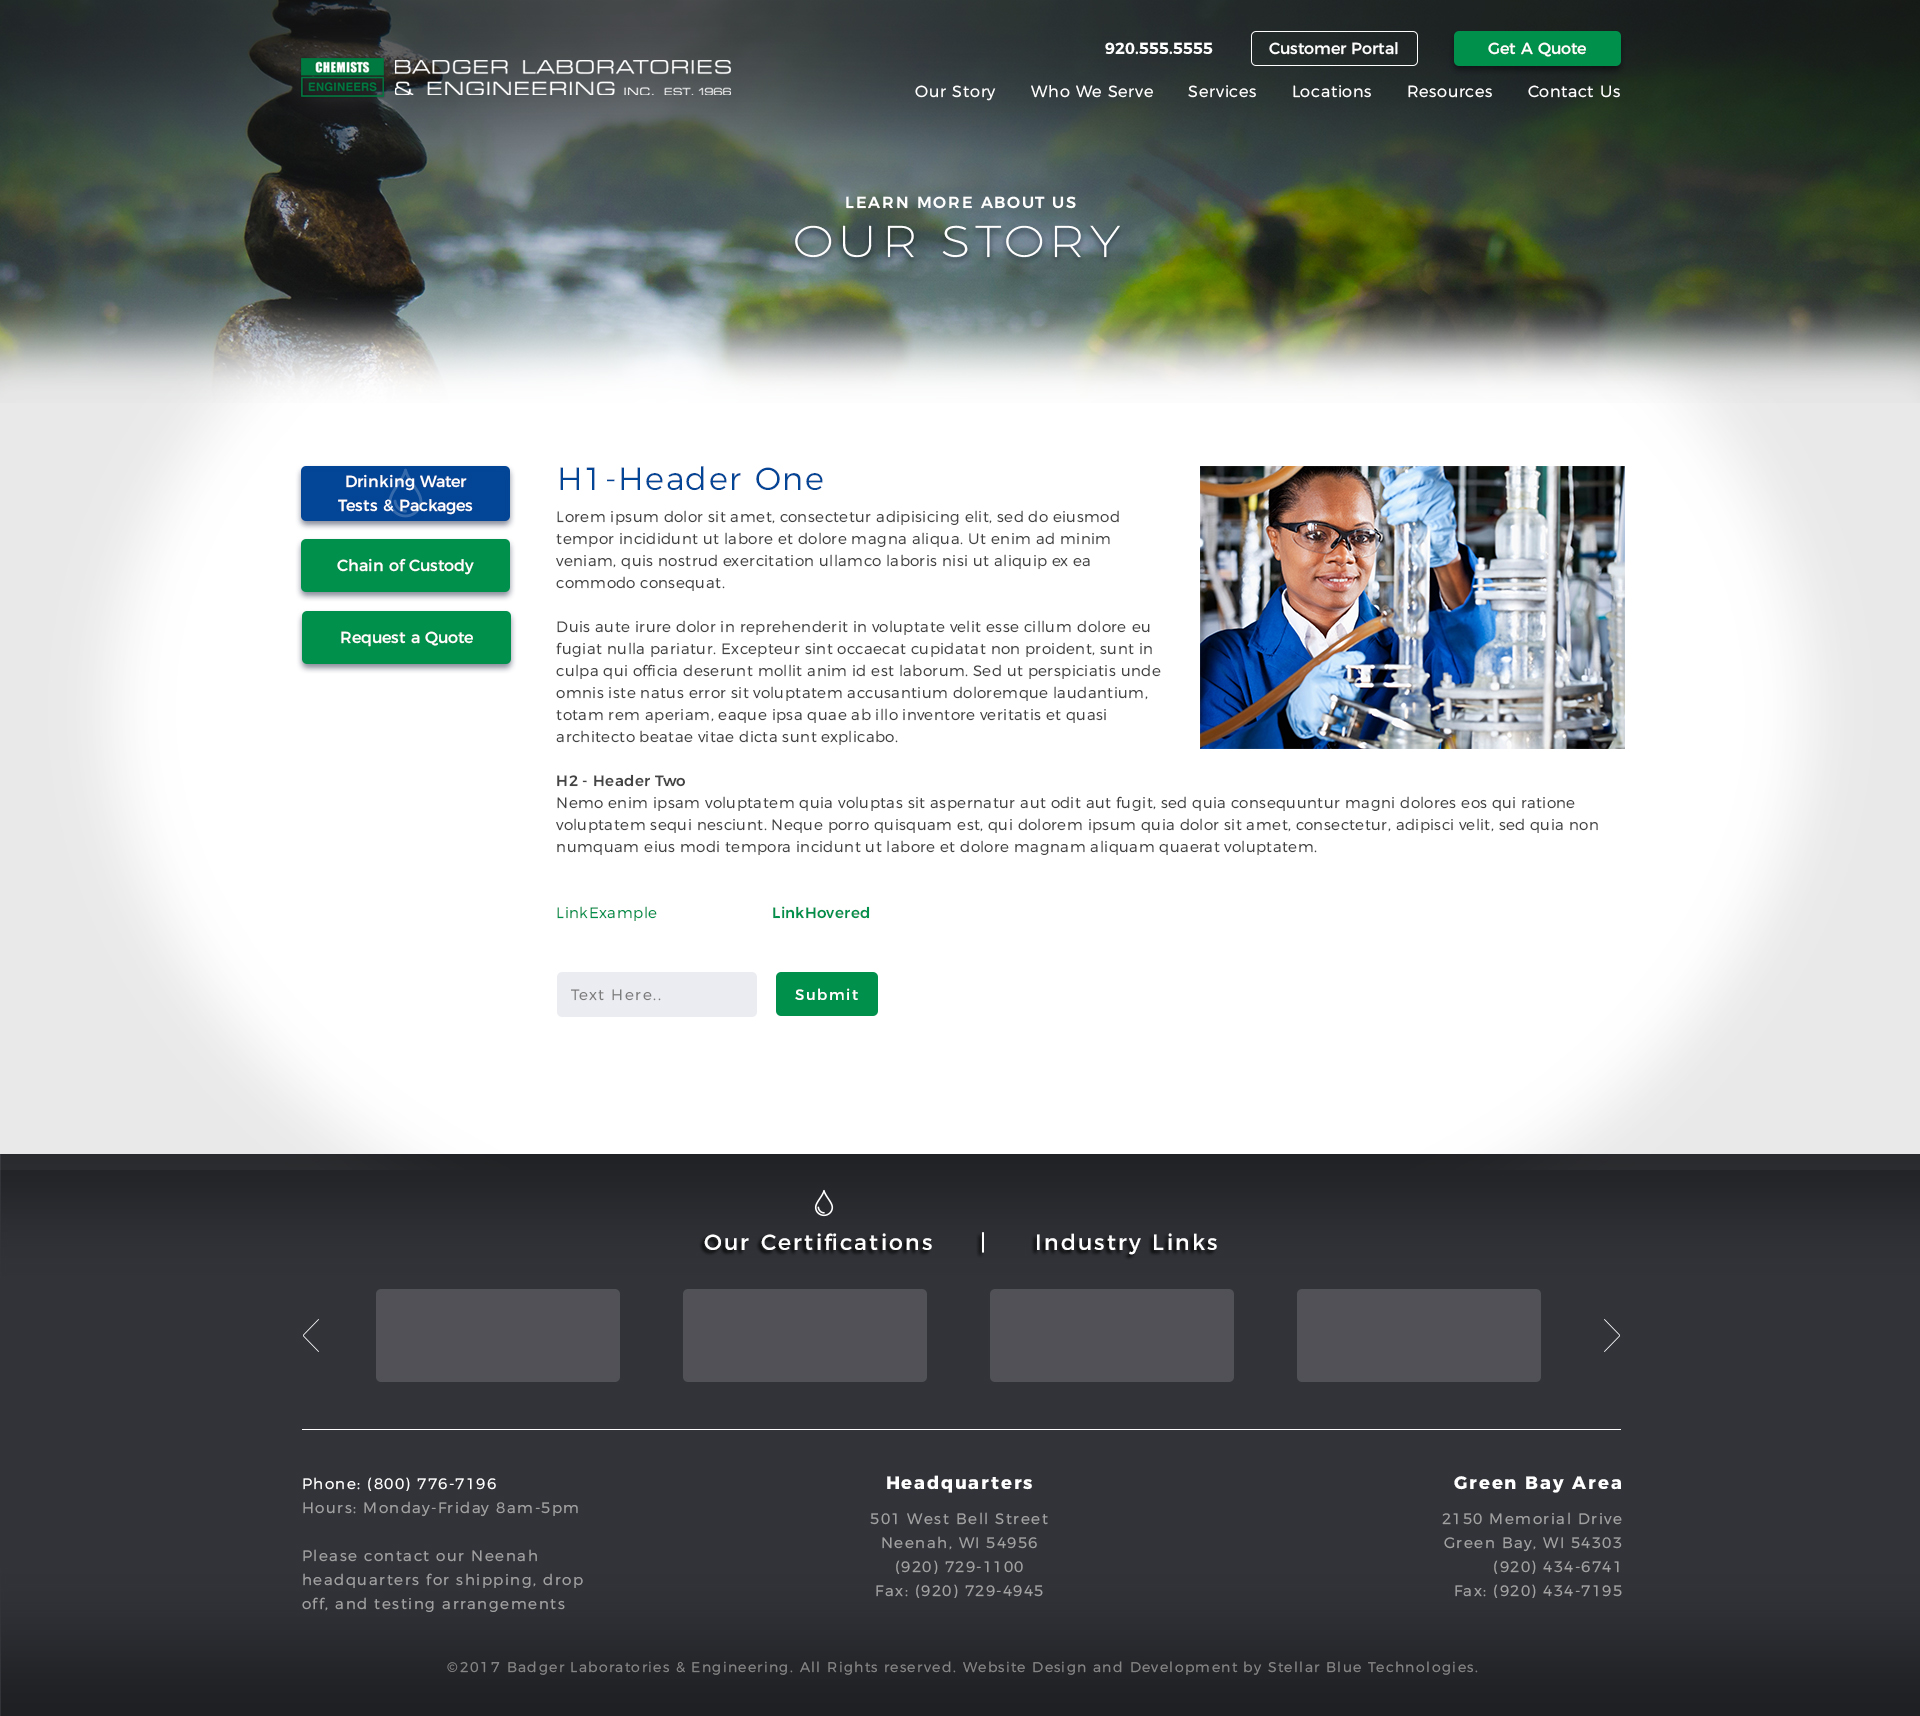 920.555.5555
Customer Portal
Get A Quote
CHEMISTS
ENGINEERS
BADGER LABORATORIES
& ENGINEERING INC. EST. 1966
Our Story
Who We Serve
Services
Locations
Resources
Contact Us
LEARN MORE ABOUT US
OUR STORY
Drinking Water
Tests & Packages
Chain of Custody
Request a Quote
H1-Header One
Lorem ipsum dolor sit amet, consectetur adipisicing elit, sed do eiusmod
tempor incididunt ut labore et dolore magna aliqua. Ut enim ad minim
veniam, quis nostrud exercitation ullamco laboris nisi ut aliquip ex ea
commodo consequat.
Duis aute irure dolor in reprehenderit in voluptate velit esse cillum dolore eu
fugiat nulla pariatur. Excepteur sint occaecat cupidatat non proident, sunt in
culpa qui officia deserunt mollit anim id est laborum. Sed ut perspiciatis unde
omnis iste natus error sit voluptatem accusantium doloremque laudantium,
totam rem aperiam, eaque ipsa quae ab illo inventore veritatis et quasi
architecto beatae vitae dicta sunt explicabo.
H2 - Header Two
Nemo enim ipsam voluptatem quia voluptas sit aspernatur aut odit aut fugit, sed quia consequuntur magni dolores eos qui ratione
voluptatem sequi nesciunt. Neque porro quisquam est, qui dolorem ipsum quia dolor sit amet, consectetur, adipisci velit, sed quia non
numquam eius modi tempora incidunt ut labore et dolore magnam aliquam quaerat voluptatem.
LinkExample
LinkHovered
Text Here..
Submit
Our Certifications | Industry Links
Phone: (800) 776-7196
Hours: Monday-Friday 8am-5pm
Please contact our Neenah
headquarters for shipping, drop
off, and testing arrangements
Headquarters
501 West Bell Street
Neenah, WI 54956
(920) 729-1100
Fax: (920) 729-4945
Green Bay Area
2150 Memorial Drive
Green Bay, WI 54303
(920) 434-6741
Fax: (920) 434-7195
©2017 Badger Laboratories & Engineering. All Rights reserved. Website Design and Development by Stellar Blue Technologies.